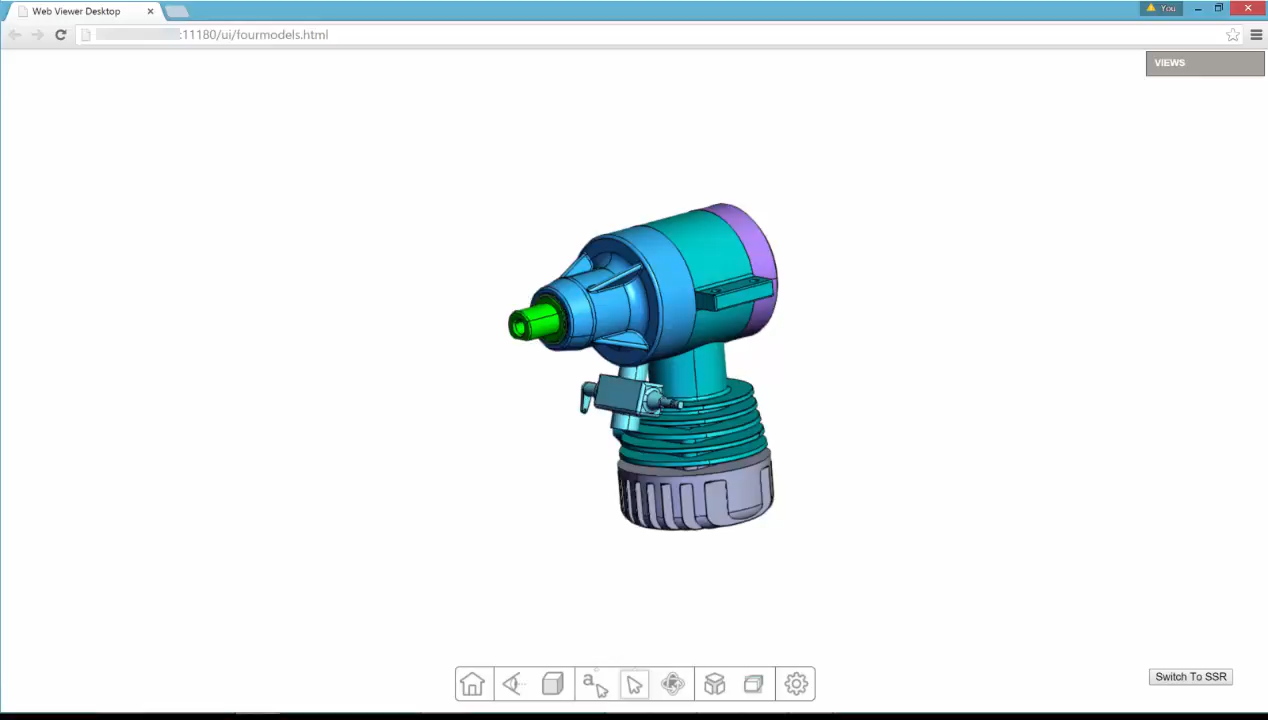 Web Viewer Desktop
You
:11180/ui/fourmodels.html
VIEWS
a
Switch To SSR